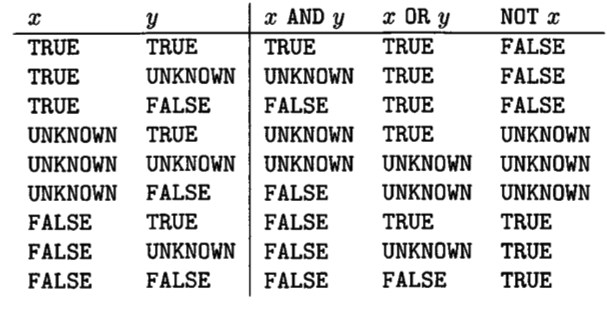 x y x AND y x OR y NOT x
TRUE TRUE TRUE TRUE FALSE
TRUE UNKNOWN UNKNOWN TRUE FALSE
TRUE FALSE FALSE TRUE FALSE
UNKNOWN TRUE UNKNOWN TRUE UNKNOWN
UNKNOWN UNKNOWN UNKNOWN UNKNOWN UNKNOWN
UNKNOWN FALSE FALSE UNKNOWN UNKNOWN
FALSE TRUE FALSE TRUE TRUE
FALSE UNKNOWN FALSE UNKNOWN TRUE
FALSE FALSE FALSE FALSE TRUE